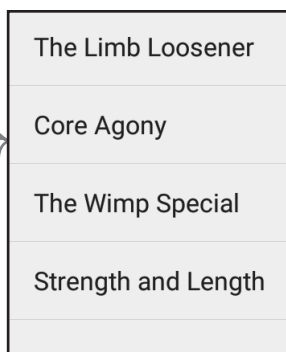 The Limb Loosener
Core Agony
The Wimp Special
Strength and Length